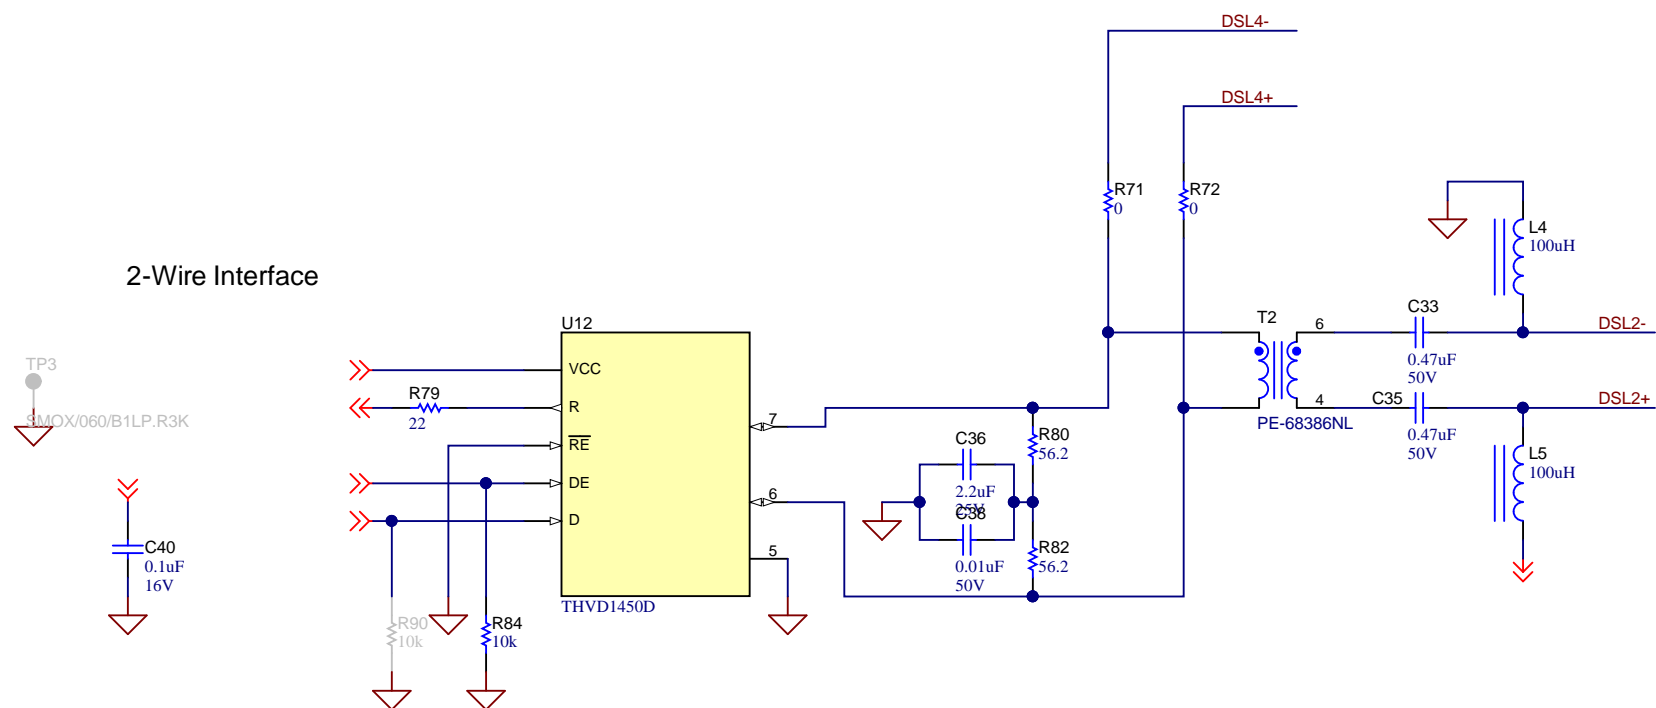 DSL4-
DSL4+
R71
0
R72
0
L4
100uH
2-Wire Interface
C33
0.47uF
50V
DSL2-
T2
6
4
PE-68386NL
C35
0.47uF
50V
DSL2+
L5
100uH
U12
VCC
R
RE
DE
D
7
6
5
THVD1450D
TP3
SMOX/060/B1LP.R3K
R79
22
R80
56.2
C36
2.2uF
25V
C38
0.01uF
50V
R82
56.2
C40
0.1uF
16V
R90
10k
R84
10k